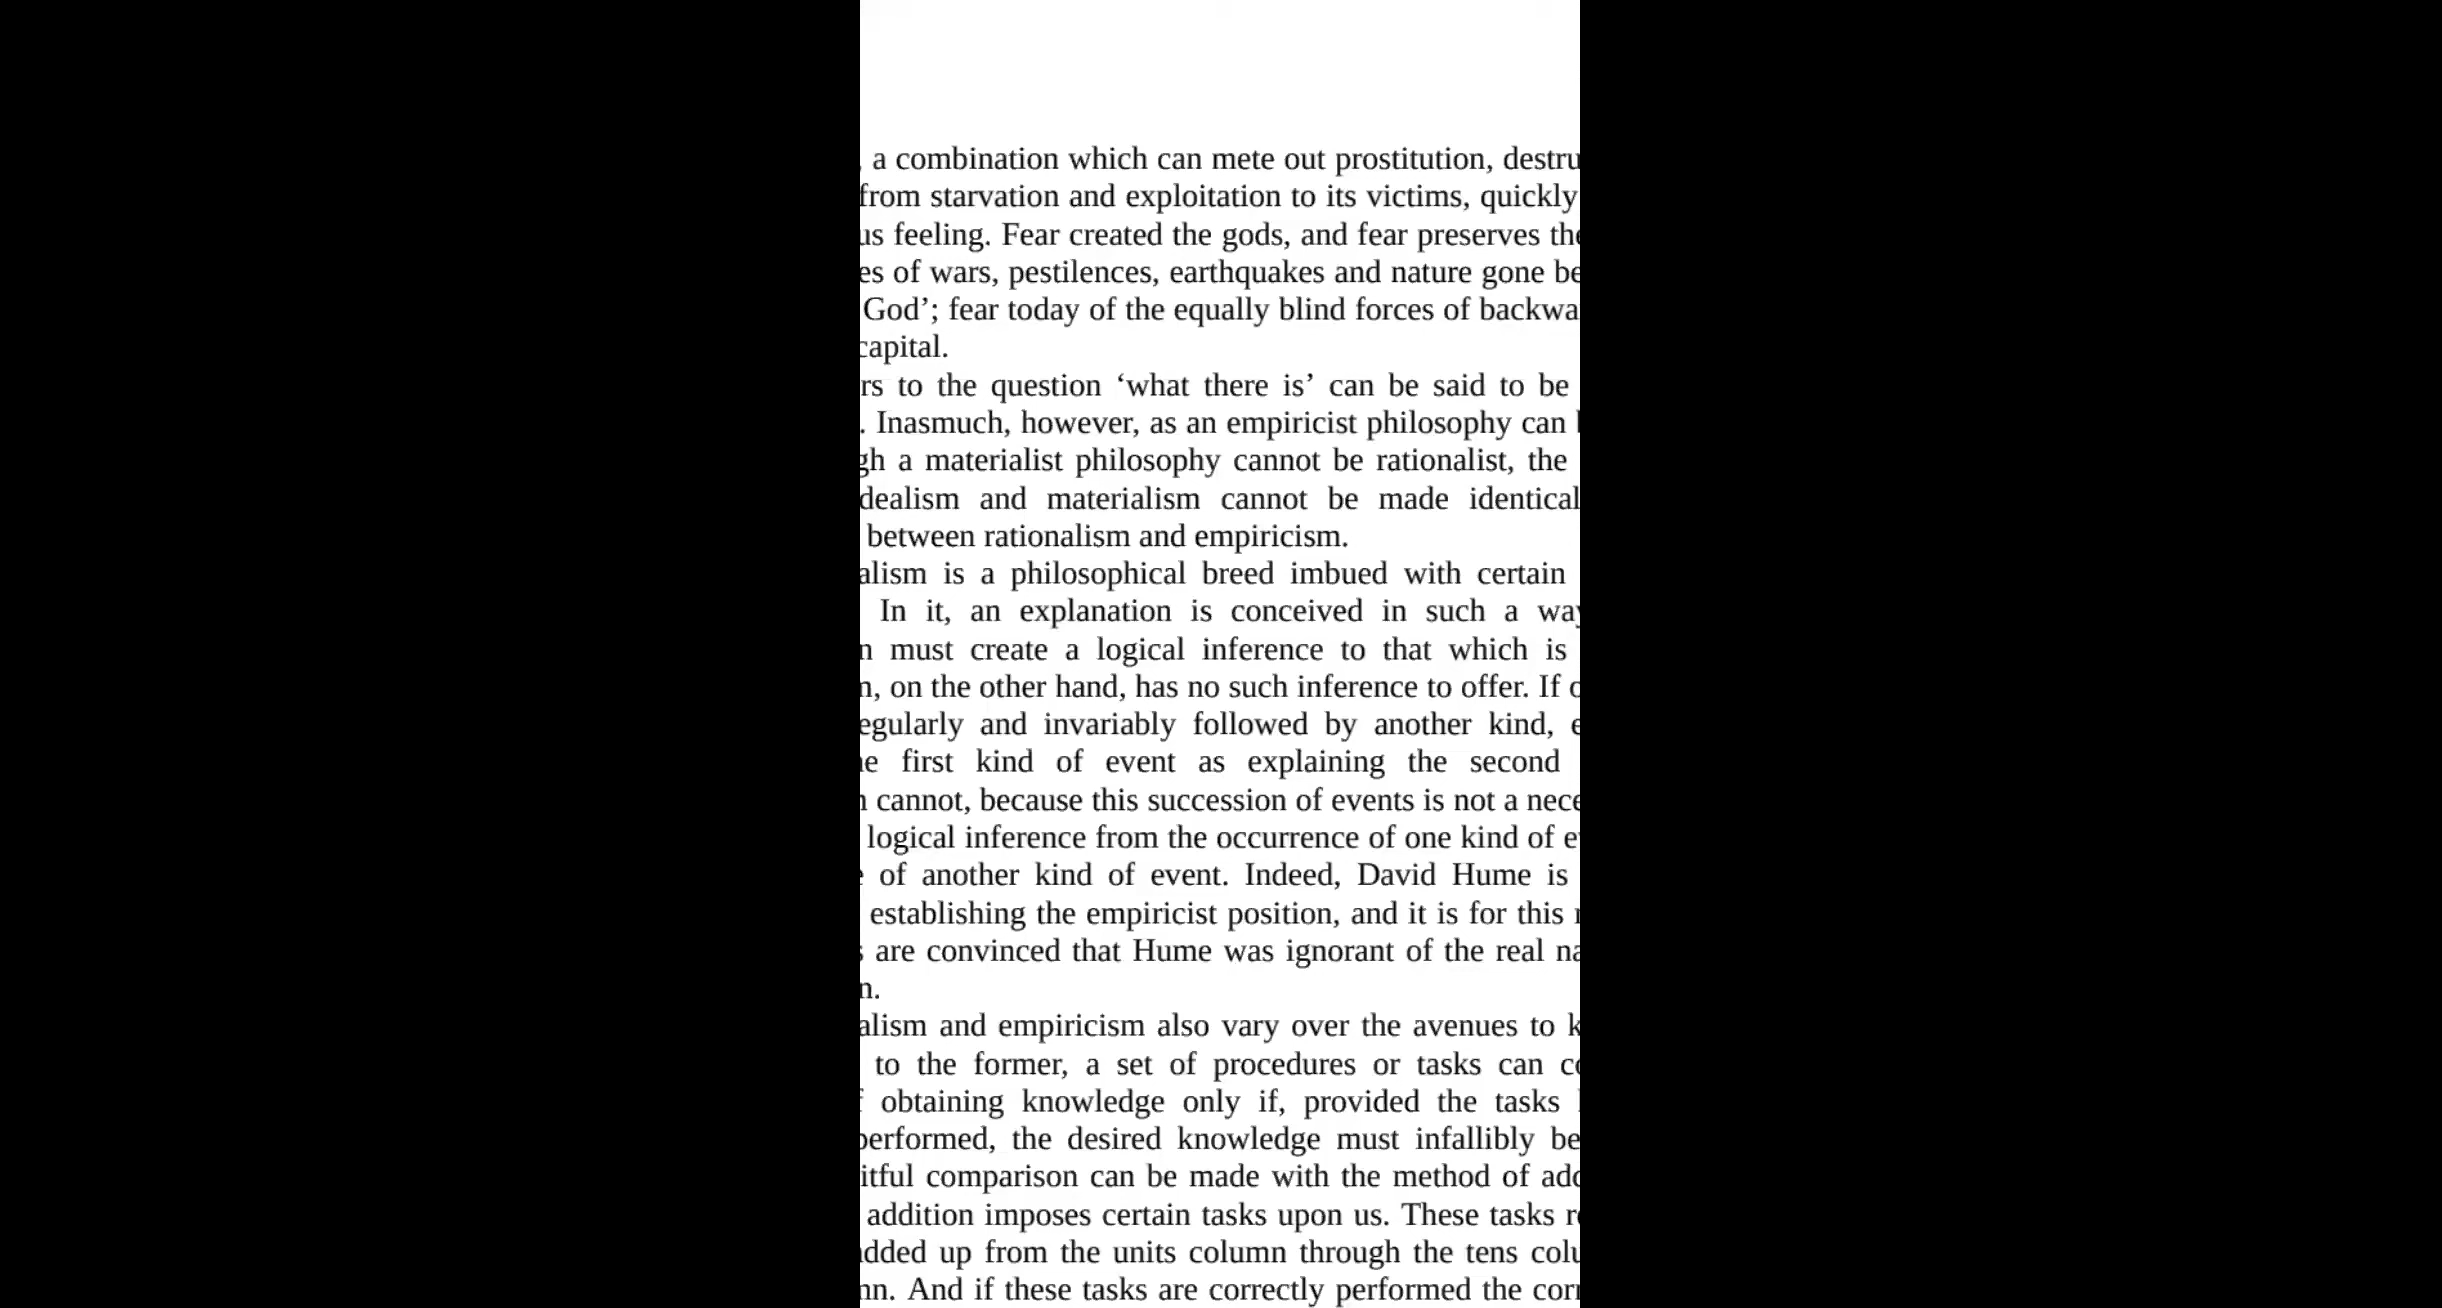 , a combination which can mete out prostitution, destru
from starvation and exploitation to its victims, quickly
us feeling. Fear created the gods, and fear preserves the
es of wars, pestilences, earthquakes and nature gone be
God’; fear today of the equally blind forces of backwa
capital.
rs to the question ‘what there is’ can be said to be
. Inasmuch, however, as an empiricist philosophy can
gh a materialist philosophy cannot be rationalist, the
dealism and materialism cannot be made identical
between rationalism and empiricism.
alism is a philosophical breed imbued with certain
In it, an explanation is conceived in such a way
n must create a logical inference to that which is
n, on the other hand, has no such inference to offer. If o
egularly and invariably followed by another kind, e
he first kind of event as explaining the second
n cannot, because this succession of events is not a nece
logical inference from the occurrence of one kind of ev
e of another kind of event. Indeed, David Hume is
establishing the empiricist position, and it is for this r
s are convinced that Hume was ignorant of the real na
n.
alism and empiricism also vary over the avenues to k
to the former, a set of procedures or tasks can co
f obtaining knowledge only if, provided the tasks
performed, the desired knowledge must infallibly be
itful comparison can be made with the method of add
addition imposes certain tasks upon us. These tasks re
dded up from the units column through the tens colu
mn. And if these tasks are correctly performed the corr